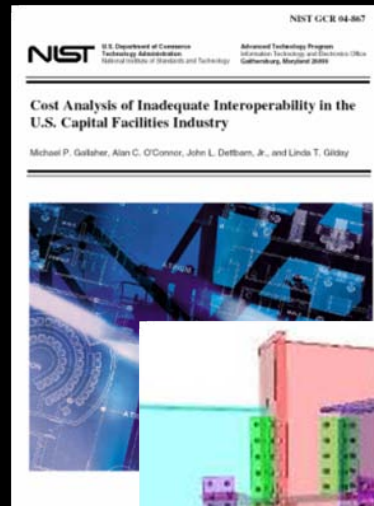 NIST GCR 04-867
NIST
U.S. Department of Commerce
Technology Administration
National Institute of Standards and Technology
Advanced Technology Program
Information Technology and Electronics Office
Gaithersburg, Maryland 20899
Cost Analysis of Inadequate Interoperability in the
U.S. Capital Facilities Industry
Michael P. Gallaher, Alan C. O'Connor, John L. Dettbarn, Jr., and Linda T. Gilday